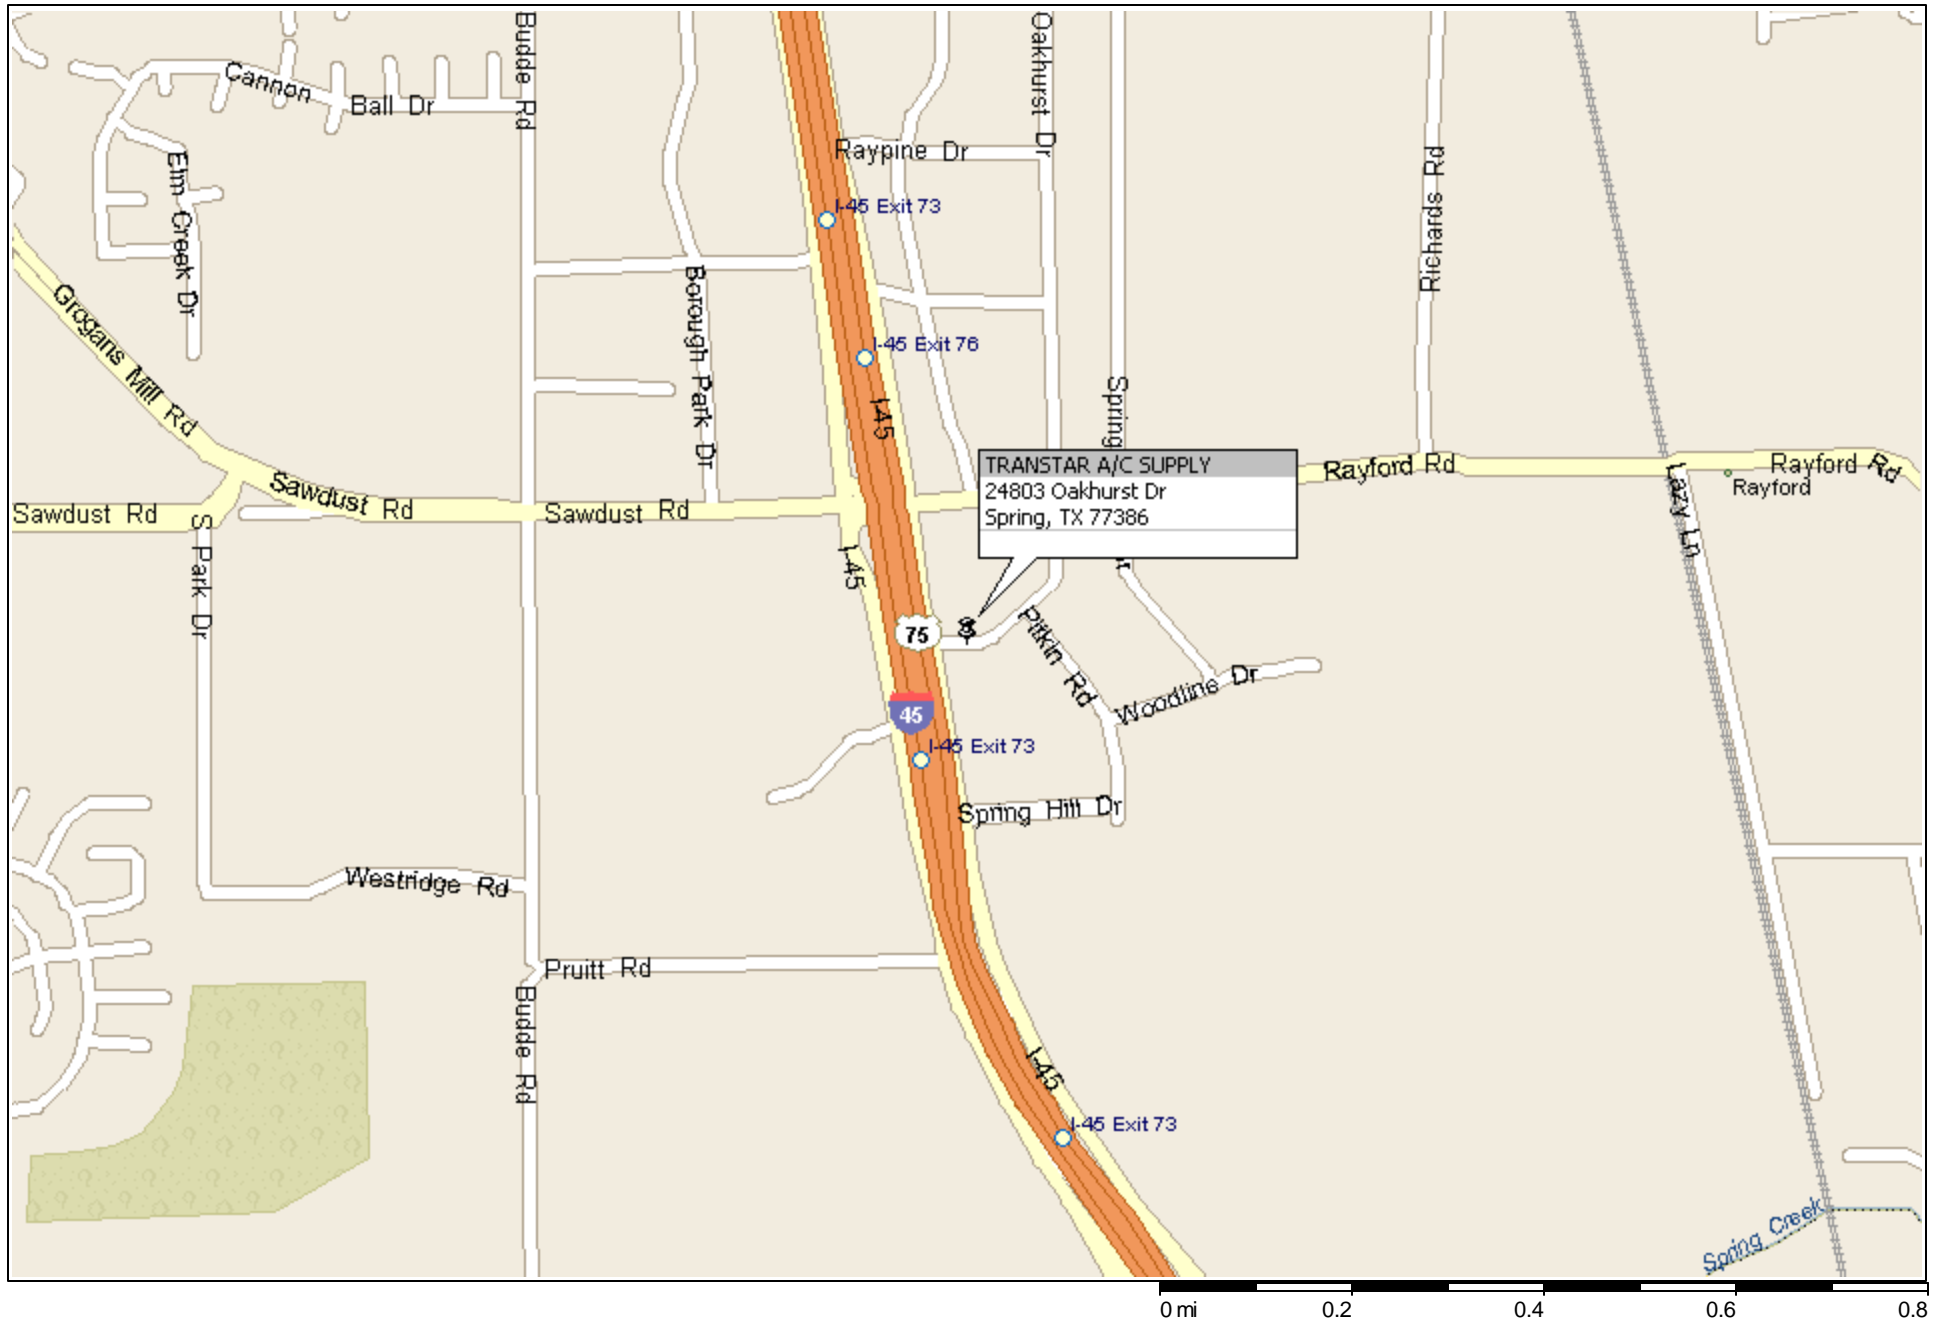 Budde Rd
Oakhurst Dr
Cannon
Ball Dr
Raypine Dr
Elm Creek Dr
Richards Rd
I-45 Exit 73
Borough Park Dr
Grogans Mill Rd
I-45 Exit 76
I-45
Spring
TRANSTAR A/C SUPPLY
24803 Oakhurst Dr
Spring, TX 77386
Rayford Rd
Rayford Rd
Rayford
Lazy Ln
Sawdust Rd
Sawdust Rd
Sawdust Rd
S Park Dr
I-45
75
Pitkin Rd
Woodline Dr
45
I-45 Exit 73
Spring Hill Dr
Westridge Rd
Pruitt Rd
Budde Rd
I-45
I-45 Exit 73
Spring Creek
0 mi 0.2 0.4 0.6 0.8